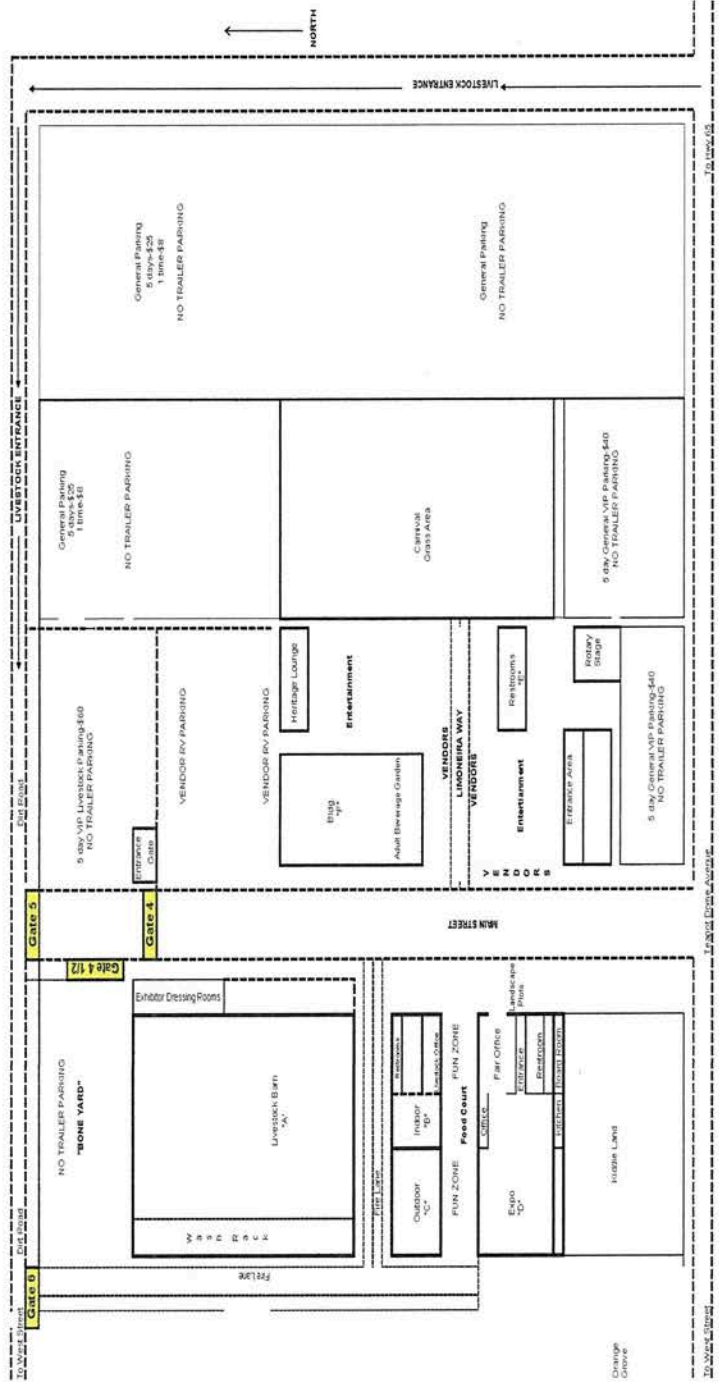 NORTH
To West Street
Dirt Road
Dirt Road
LIVESTOCK ENTRANCE
LIVESTOCK ENTRANCE
Gate 6
Gate 5
Gate 4 1/2
Gate 4
NO TRAILER PARKING
"BONE YARD"
5 day VIP Livestock Parking-$60
NO TRAILER PARKING
General Parking
5 days-$25
1 time-$8
NO TRAILER PARKING
General Parking
5 days-$25
1 time-$8
NO TRAILER PARKING
Entrance
Gate
VENDOR RV PARKING
VENDOR RV PARKING
Exhibitor Dressing Rooms
Wash Rack
Livestock Barn
"A"
Fire Lane
Fire Lane
MAIN STREET
Heritage Lounge
Entertainment
Bldg.
"F"
Adult Beverage Garden
Carnival
Grass Area
General Parking
NO TRAILER PARKING
VENDORS
LIMONEIRA WAY
VENDORS
Outdoor
"C"
Indoor
"B"
Restrooms
Livestock Office
FUN ZONE
Food Court
FUN ZONE
Restrooms
"E"
Entertainment
VENDORS
Office
Fair Office
Expo
"D"
Entrance
Restroom
Kitchen
Board Room
Landscape
Plots
Entrance Area
Rotary
Stage
5 day General VIP Parking-$40
NO TRAILER PARKING
5 day General VIP Parking-$40
NO TRAILER PARKING
Kiddie Land
Orange
Grove
To West Street
Teapot Dome Avenue
To Hwy 65